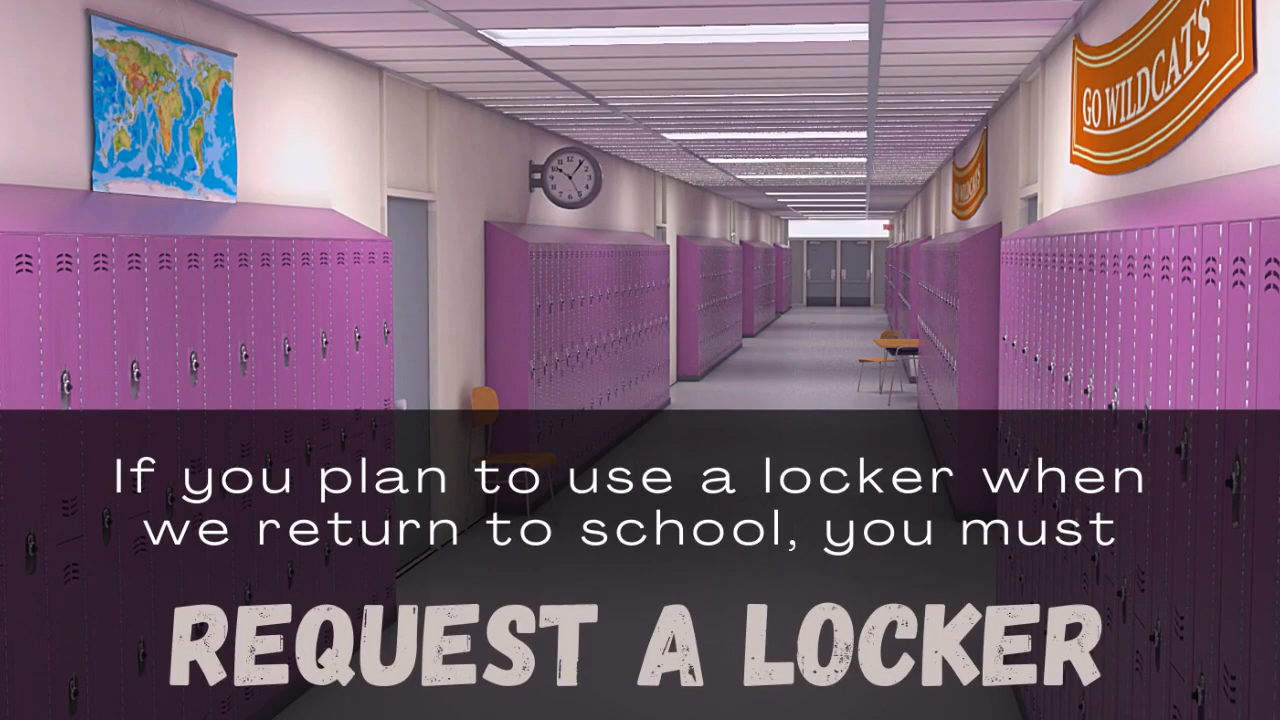 GO WILDCATS
If you plan to use a locker when
we return to school, you must
REQUEST A LOCKER